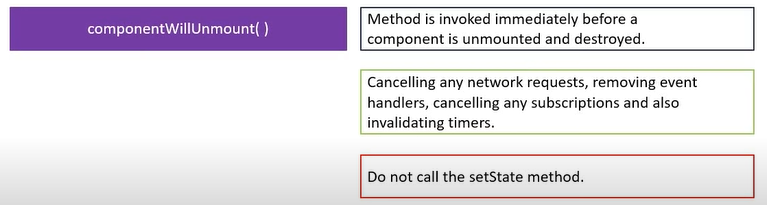 componentWillUnmount( )
Method is invoked immediately before a
component is unmounted and destroyed.
Cancelling any network requests, removing event
handlers, cancelling any subscriptions and also
invalidating timers.
Do not call the setState method.